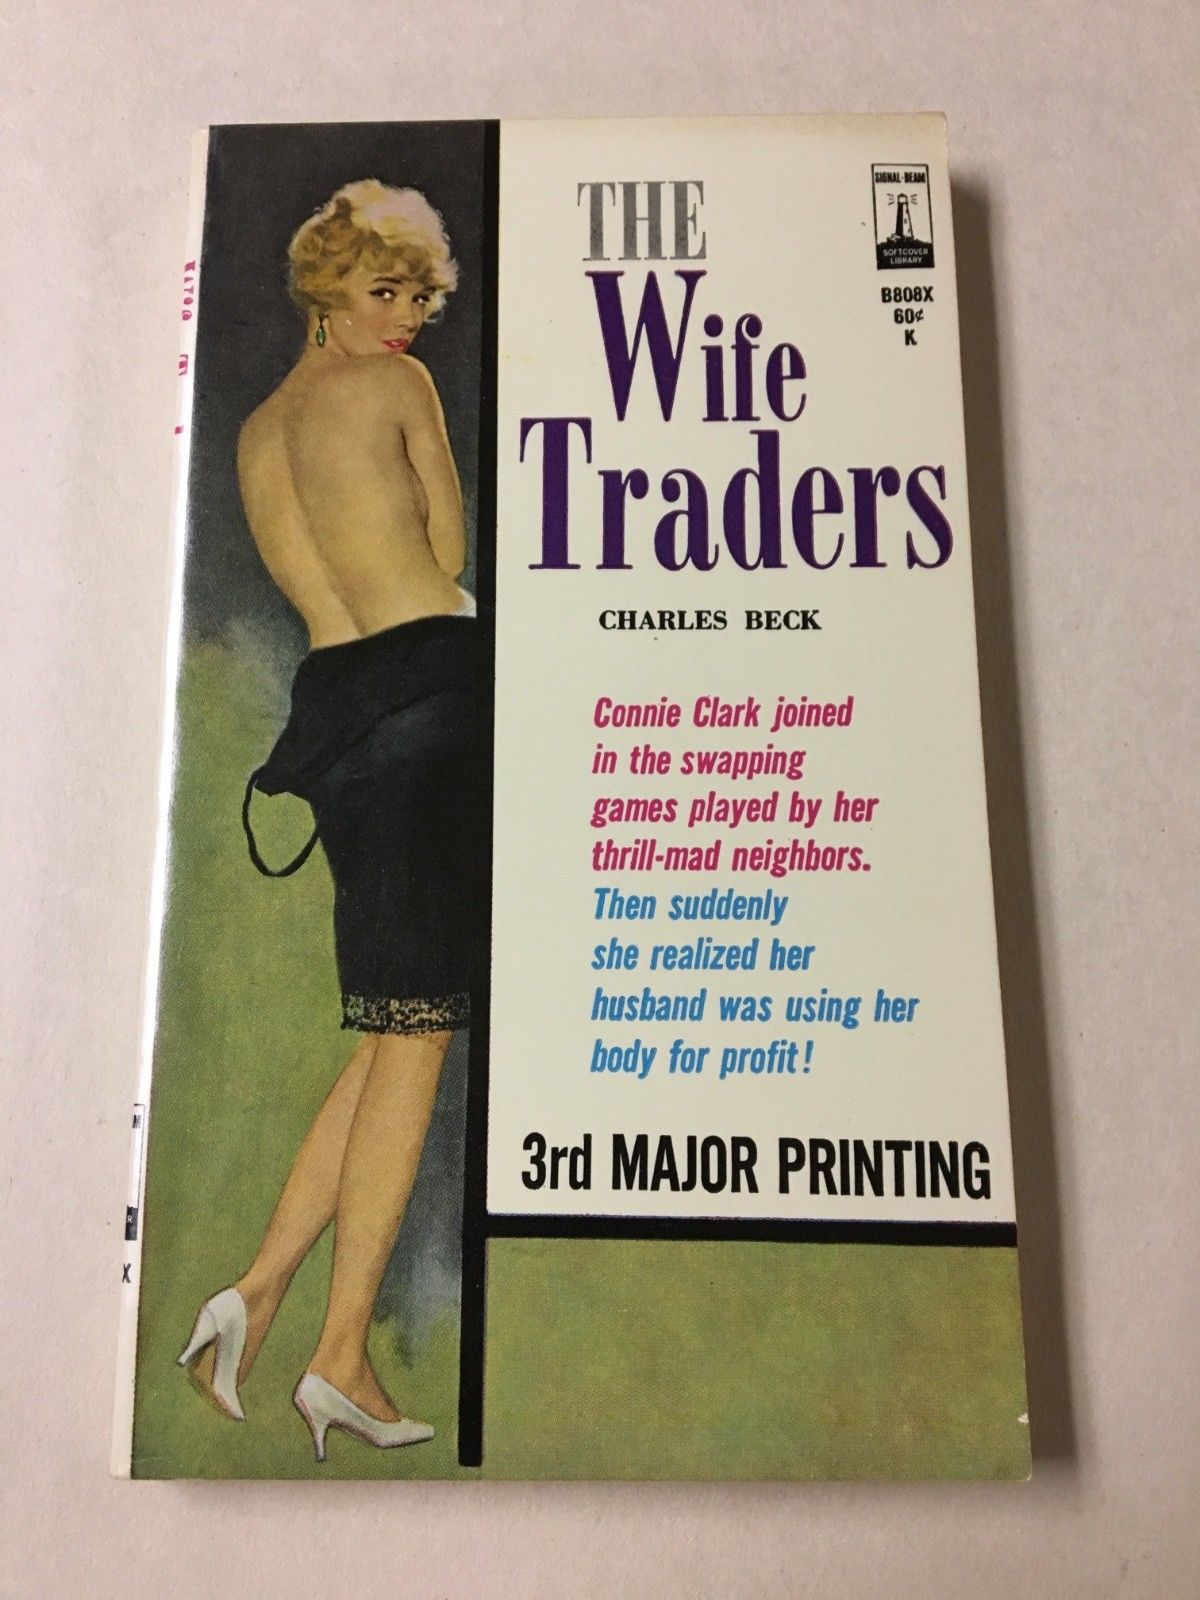 THE
Wife
Traders
CHARLES BECK
SIGNAL-BEAM
SOFTCOVER
LIBRARY
B808X
60¢
K
Connie Clark joined
in the swapping
games played by her
thrill-mad neighbors.
Then suddenly
she realized her
husband was using her
body for profit!
3rd MAJOR PRINTING
X